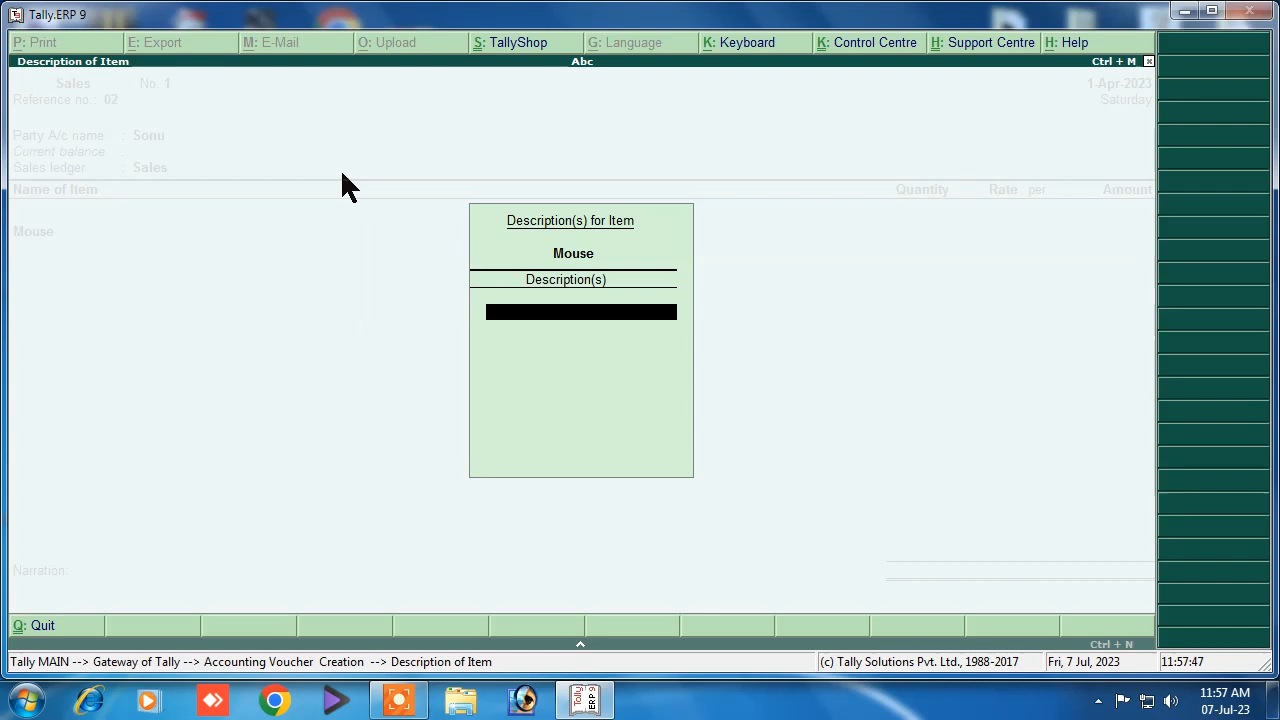 Tally.ERP 9
P: Print E: Export M: E-Mail O: Upload S: TallyShop G: Language K: Keyboard K: Control Centre H: Support Centre H: Help
Description of Item Abc Ctrl + M
Sales No. 1 1-Apr-2023
Reference no.: 02 Saturday
Party A/c name : Sonu
Current balance :
Sales ledger : Sales
Name of Item Quantity Rate per Amount
Mouse
Description(s) for Item
Mouse
Description(s)
Narration:
Q: Quit
Ctrl + N
Tally MAIN --> Gateway of Tally --> Accounting Voucher Creation --> Description of Item (c) Tally Solutions Pvt. Ltd., 1988-2017 Fri, 7 Jul, 2023 11:57:47
11:57 AM
07-Jul-23